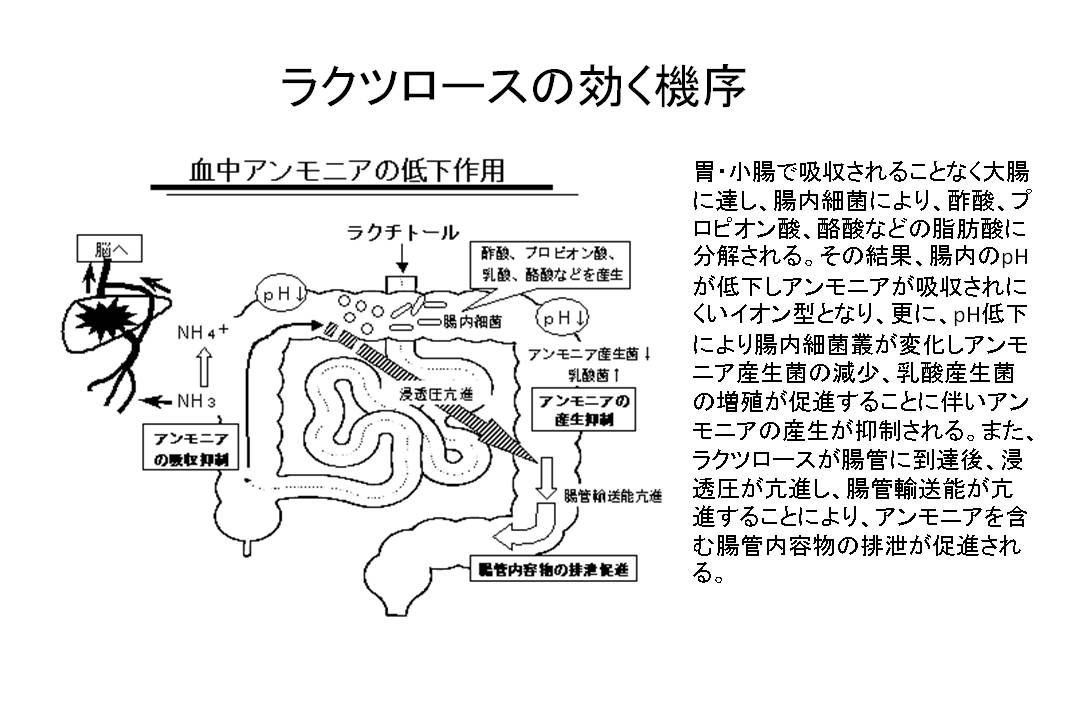 ラクツロースの効く機序
血中アンモニアの低下作用
ラクチトール
酢酸、プロピオン酸、
乳酸、酪酸などを産生
脳へ
pH↓
腸内細菌
pH↓
NH₄⁺
NH₃
アンモニア産生菌↓
乳酸菌↑
浸透圧亢進
アンモニアの
産生抑制
アンモニア
の吸収抑制
腸管輸送能亢進
腸管内容物の排泄促進
胃・小腸で吸収されることなく大腸
に達し、腸内細菌により、酢酸、プ
ロピオン酸、酪酸などの脂肪酸に
分解される。その結果、腸内のpH
が低下しアンモニアが吸収されに
くいイオン型となり、更に、pH低下
により腸内細菌叢が変化しアンモ
ニア産生菌の減少、乳酸産生菌
の増殖が促進することに伴いアン
モニアの産生が抑制される。また、
ラクツロースが腸管に到達後、浸
透圧が亢進し、腸管輸送能が亢
進することにより、アンモニアを含
む腸管内容物の排泄が促進され
る。